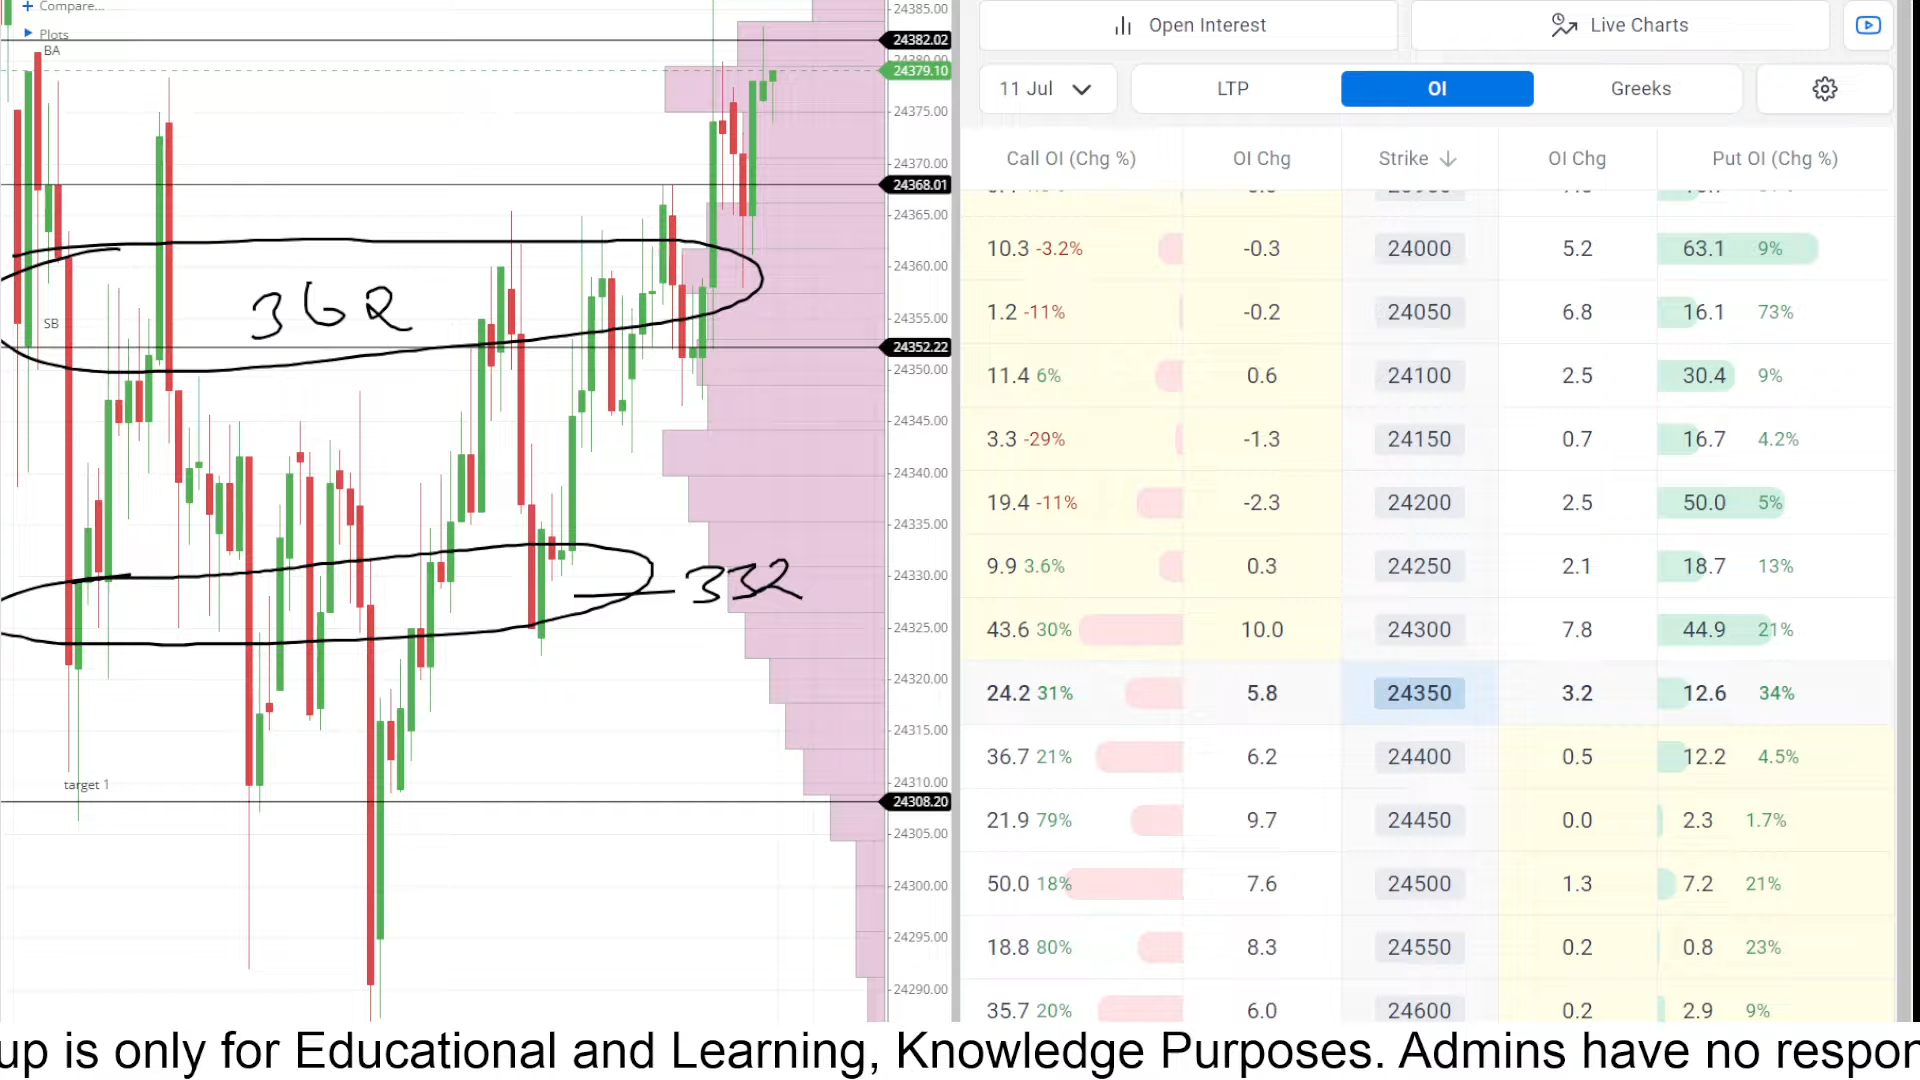 Compare...
Plots
BA
SB
target 1
362
332
24385.00
24382.02
24379.10
24375.00
24370.00
24368.01
24365.00
24360.00
24355.00
24352.22
24350.00
24345.00
24340.00
24335.00
24330.00
24325.00
24320.00
24315.00
24310.00
24308.20
24305.00
24300.00
24295.00
24290.00
Open Interest Live Charts
11 Jul LTP OI Greeks
Call OI (Chg %) OI Chg Strike OI Chg Put OI (Chg %)
10.3 -3.2% -0.3 24000 5.2 63.1 9%
1.2 -11% -0.2 24050 6.8 16.1 73%
11.4 6% 0.6 24100 2.5 30.4 9%
3.3 -29% -1.3 24150 0.7 16.7 4.2%
19.4 -11% -2.3 24200 2.5 50.0 5%
9.9 3.6% 0.3 24250 2.1 18.7 13%
43.6 30% 10.0 24300 7.8 44.9 21%
24.2 31% 5.8 24350 3.2 12.6 34%
36.7 21% 6.2 24400 0.5 12.2 4.5%
21.9 79% 9.7 24450 0.0 2.3 1.7%
50.0 18% 7.6 24500 1.3 7.2 21%
18.8 80% 8.3 24550 0.2 0.8 23%
35.7 20% 6.0 24600 0.2 2.9 9%
up is only for Educational and Learning, Knowledge Purposes. Admins have no respon